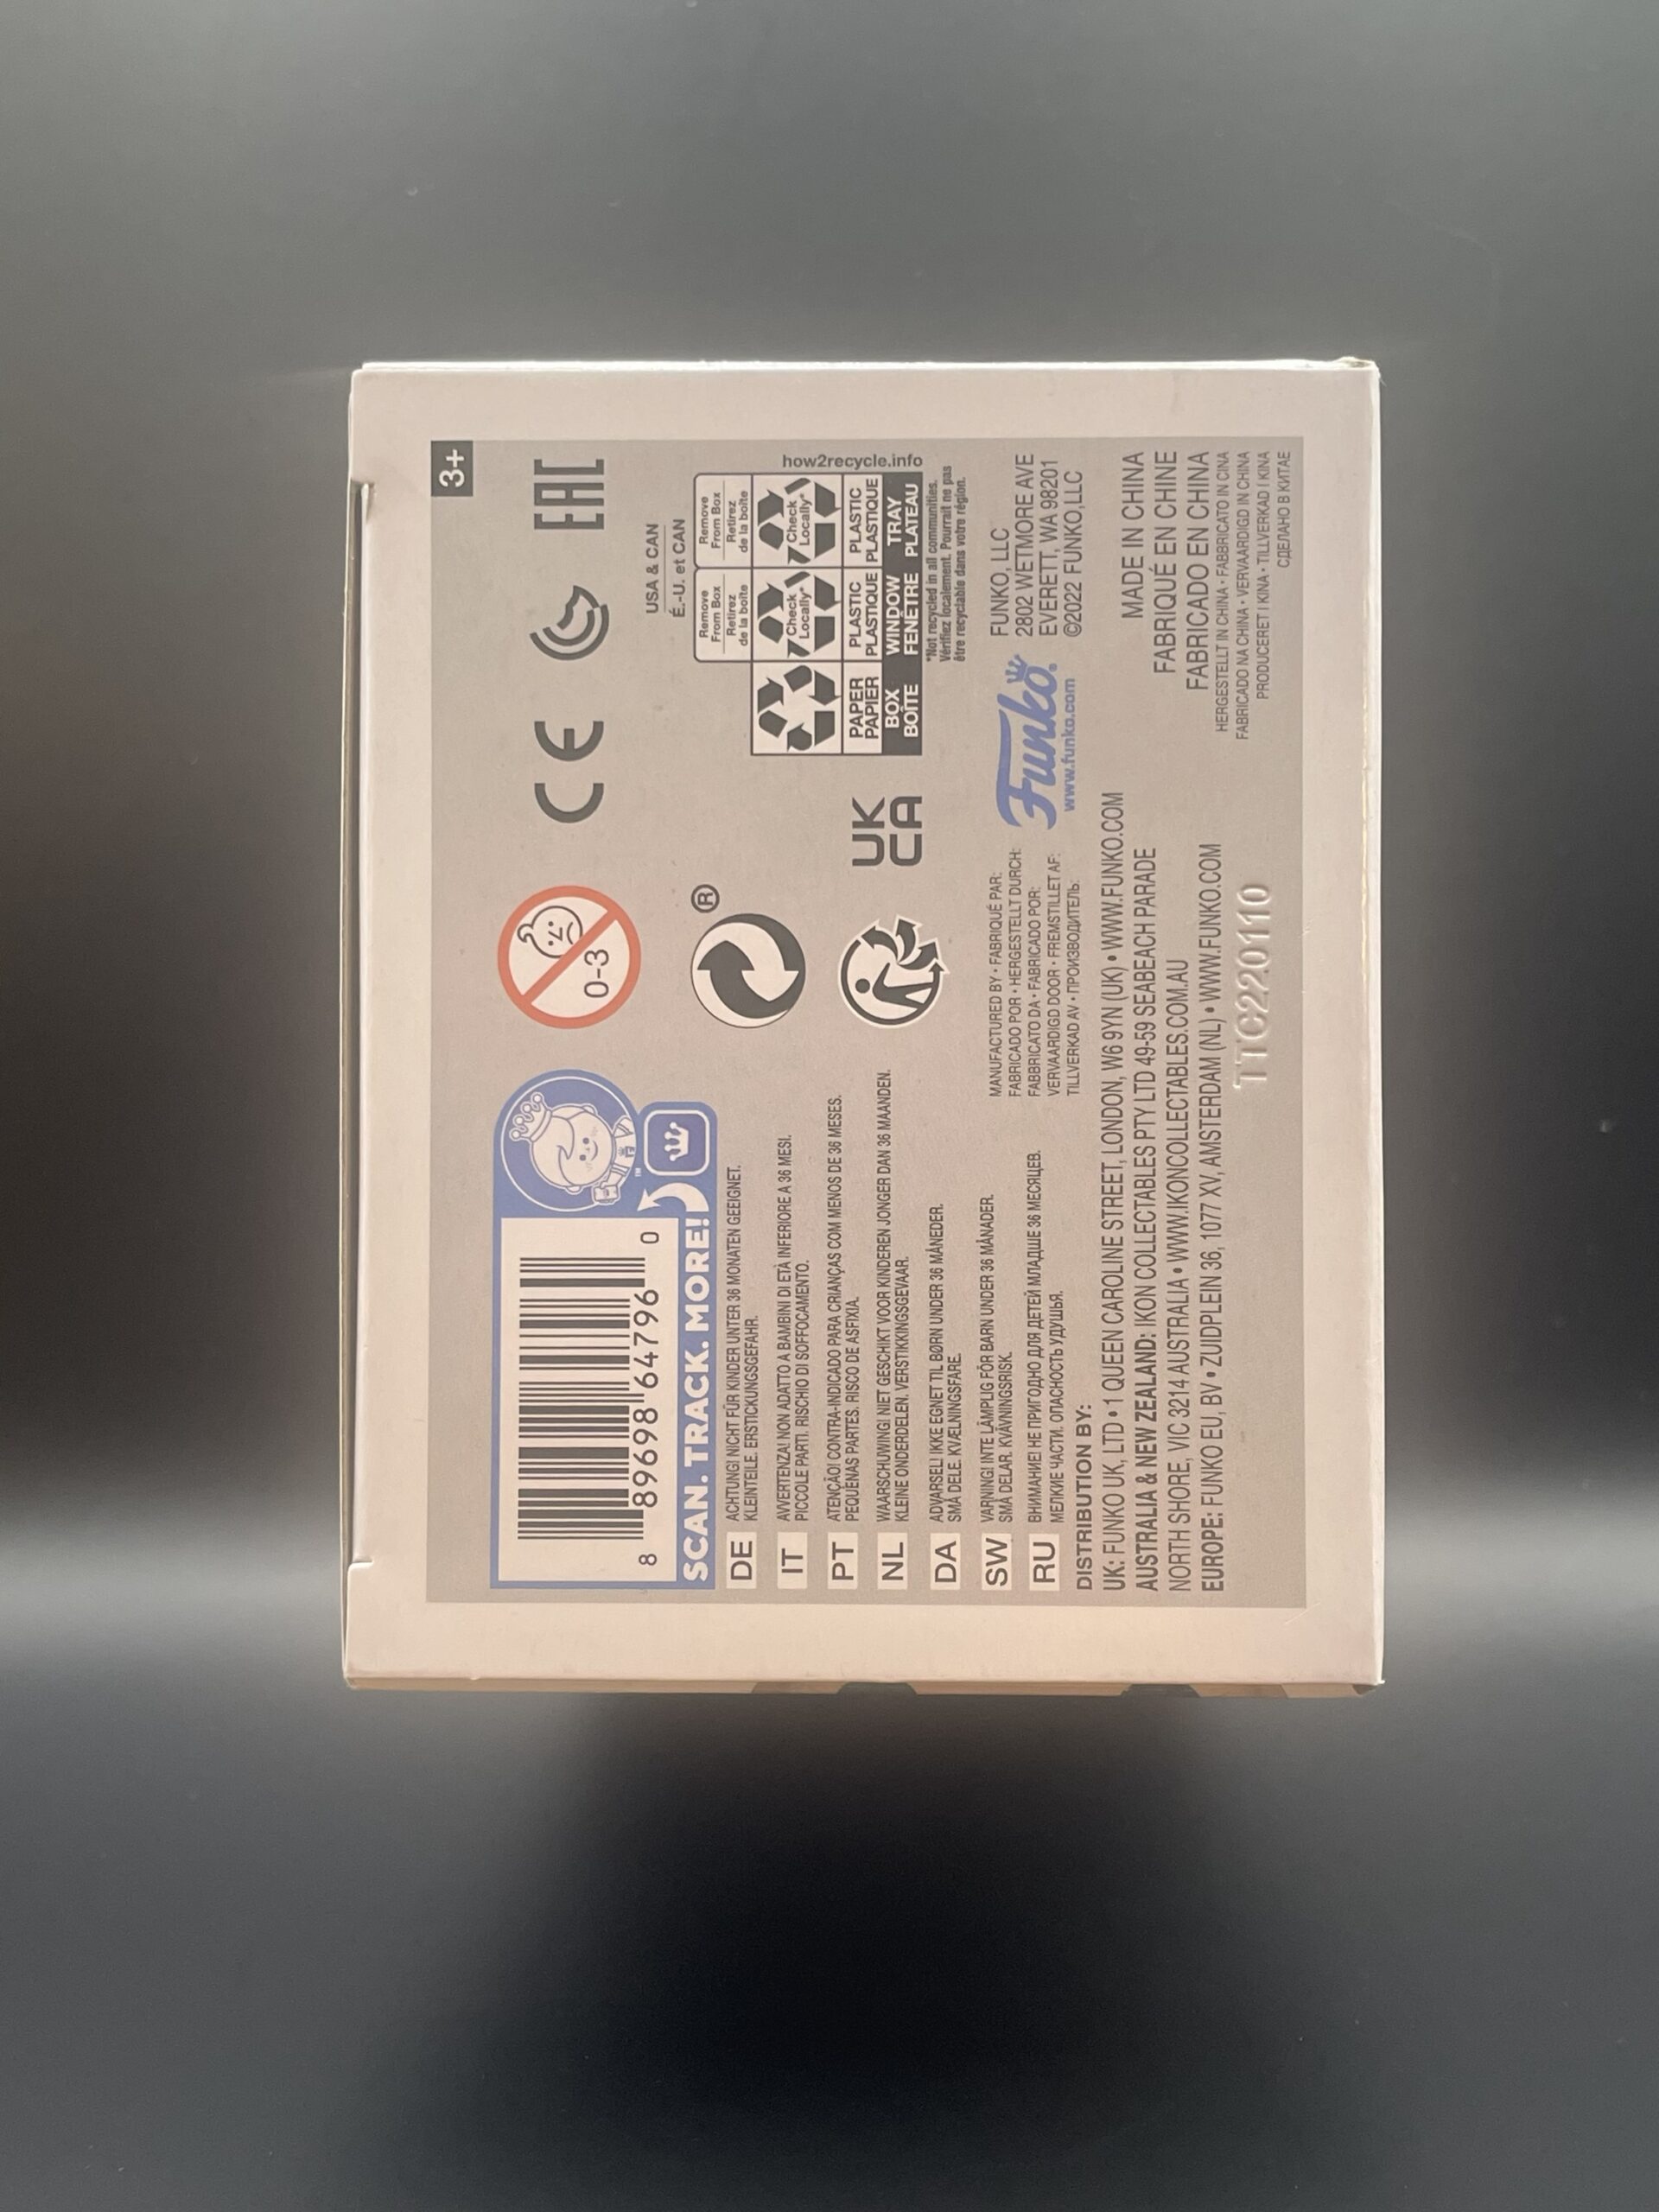 3+
8 89698 64796 0
SCAN. TRACK. MORE!
TM
0-3
CE
EAC
®
UK
CA
USA & CAN
É.-U. et CAN
Remove
From Box
Retirez
de la boîte
Remove
From Box
Retirez
de la boîte
Check
Locally*
Check
Locally*
PAPER
PAPIER
PLASTIC
PLASTIQUE
PLASTIC
PLASTIQUE
BOX
BOÎTE
WINDOW
FENÊTRE
TRAY
PLATEAU
how2recycle.info
*Not recycled in all communities.
Vérifiez localement. Pourrait ne pas
être recyclable dans votre région.
DE ACHTUNG! NICHT FÜR KINDER UNTER 36 MONATEN GEEIGNET.
KLEINTEILE. ERSTICKUNGSGEFAHR.
IT AVVERTENZA! NON ADATTO A BAMBINI DI ETÀ INFERIORE A 36 MESI.
PICCOLE PARTI. RISCHIO DI SOFFOCAMENTO.
PT ATENÇÃO! CONTRA-INDICADO PARA CRIANÇAS COM MENOS DE 36 MESES.
PEQUENAS PARTES. RISCO DE ASFIXIA.
NL WAARSCHUWING! NIET GESCHIKT VOOR KINDEREN JONGER DAN 36 MAANDEN.
KLEINE ONDERDELEN. VERSTIKKINGSGEVAAR.
DA ADVARSEL! IKKE EGNET TIL BØRN UNDER 36 MÅNEDER.
SMÅ DELE. KVÆLNINGSFARE.
SW VARNING! INTE LÄMPLIG FÖR BARN UNDER 36 MÅNADER.
SMÅ DELAR. KVÄVNINGSRISK.
RU ВНИМАНИЕ! НЕ ПРИГОДНО ДЛЯ ДЕТЕЙ МЛАДШЕ 36 МЕСЯЦЕВ.
МЕЛКИЕ ЧАСТИ. ОПАСНОСТЬ УДУШЬЯ.
MANUFACTURED BY • FABRIQUÉ PAR:
FABRICADO POR • HERGESTELLT DURCH:
FABBRICATO DA • FABRICADO POR:
VERVAARDIGD DOOR • FREMSTILLET AF:
TILLVERKAD AV • ПРОИЗВОДИТЕЛЬ:
Funko®
www.funko.com
FUNKO, LLC
2802 WETMORE AVE
EVERETT, WA 98201
©2022 FUNKO,LLC
DISTRIBUTION BY:
UK: FUNKO UK, LTD • 1 QUEEN CAROLINE STREET, LONDON, W6 9YN (UK) • WWW.FUNKO.COM
AUSTRALIA & NEW ZEALAND: IKON COLLECTABLES PTY LTD 49-59 SEABEACH PARADE
NORTH SHORE, VIC 3214 AUSTRALIA • WWW.IKONCOLLECTABLES.COM.AU
EUROPE: FUNKO EU, BV • ZUIDPLEIN 36, 1077 XV, AMSTERDAM (NL) • WWW.FUNKO.COM
MADE IN CHINA
FABRIQUÉ EN CHINE
FABRICADO EN CHINA
HERGESTELLT IN CHINA • FABBRICATO IN CINA
FABRICADO NA CHINA • VERVAARDIGD IN CHINA
PRODUCERET I KINA • TILLVERKAD I KINA
СДЕЛАНО В КИТАЕ
TTC220110